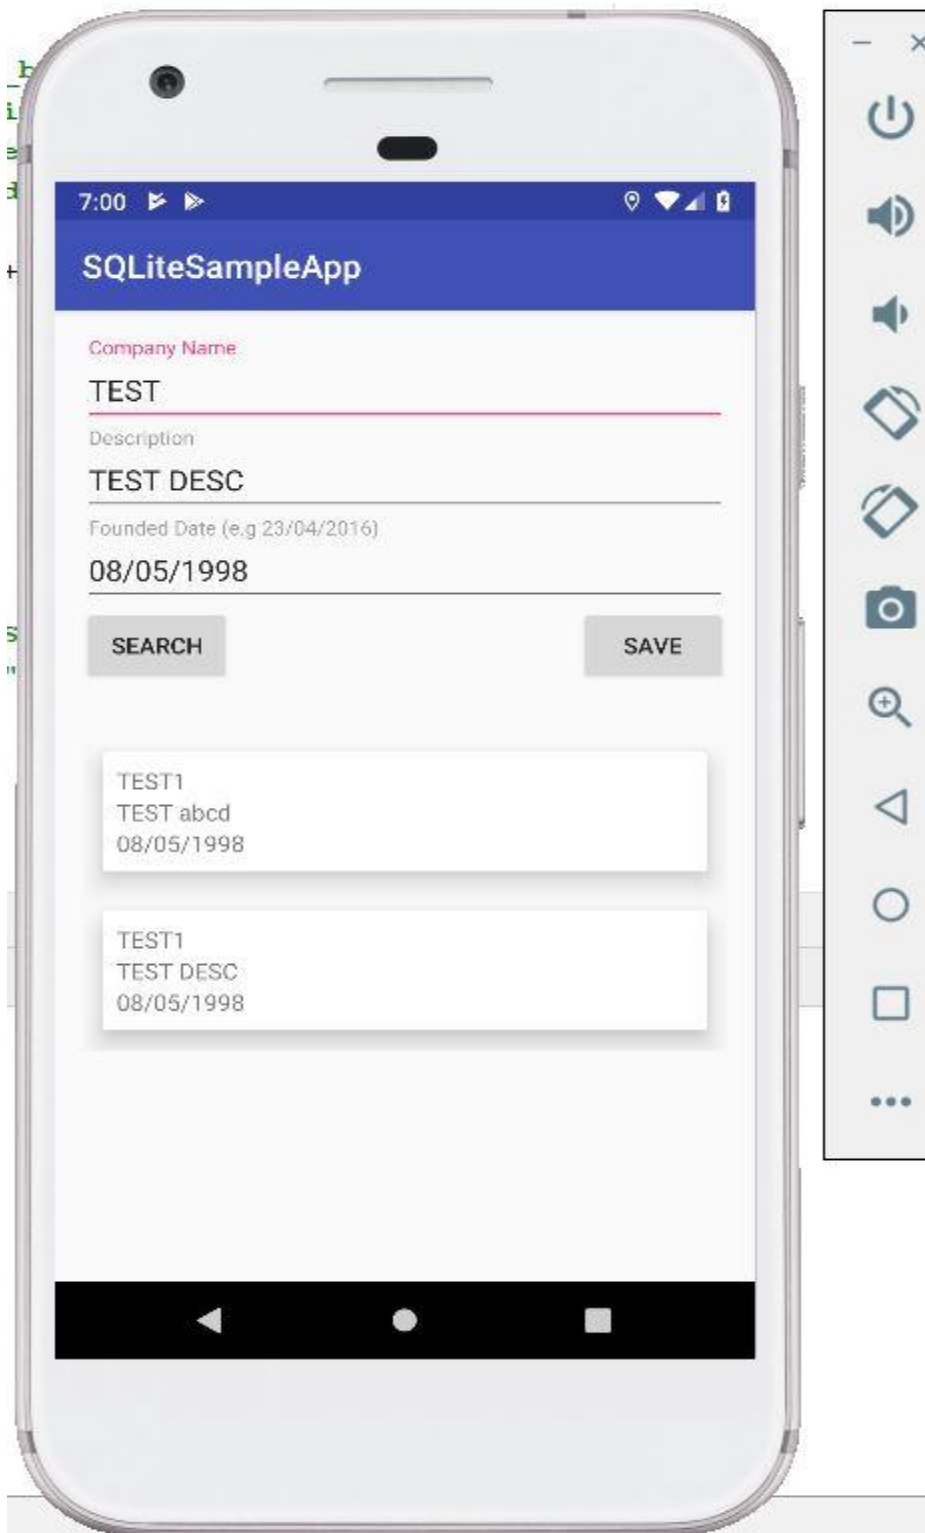 7:00
SQLiteSampleApp
Company Name
TEST
Description
TEST DESC
Founded Date (e.g 23/04/2016)
08/05/1998
SEARCH
SAVE
TEST1
TEST abcd
08/05/1998
TEST1
TEST DESC
08/05/1998